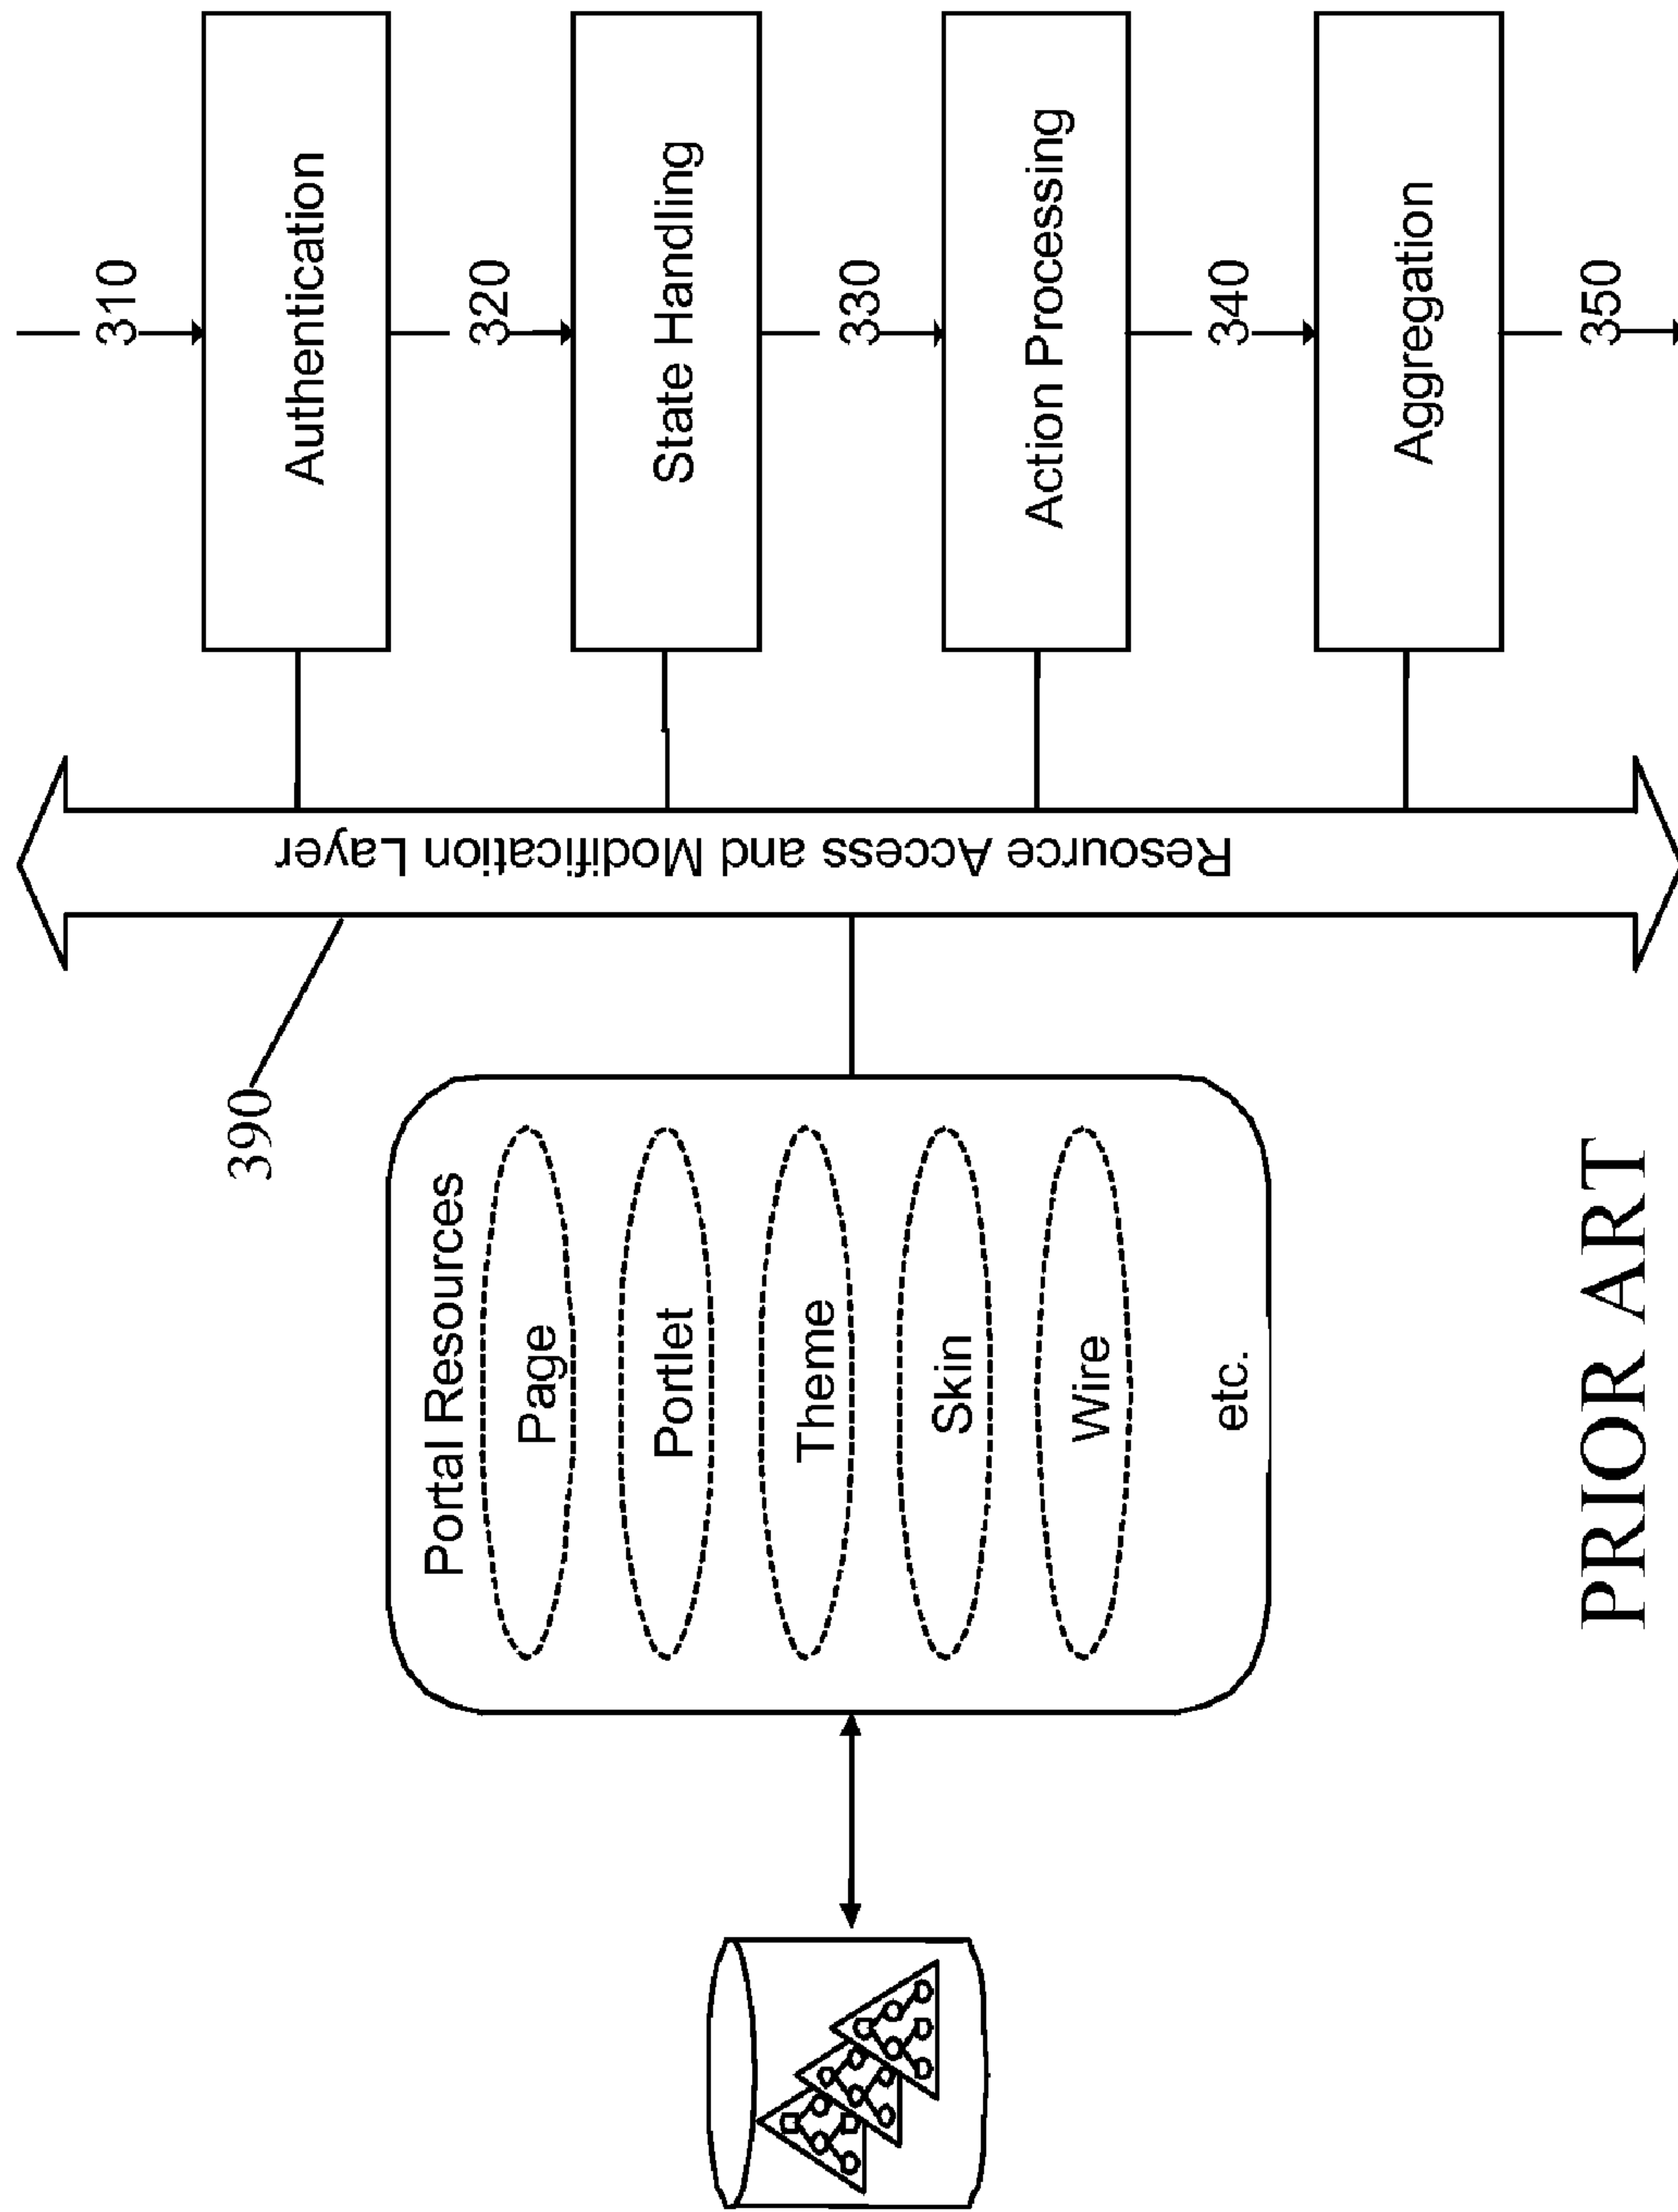 310
Authentication
320
State Handling
330
Action Processing
340
Aggregation
350
Resource Access and Modification Layer
390
Portal Resources
Page
Portlet
Theme
Skin
Wire
etc.
PRIOR ART